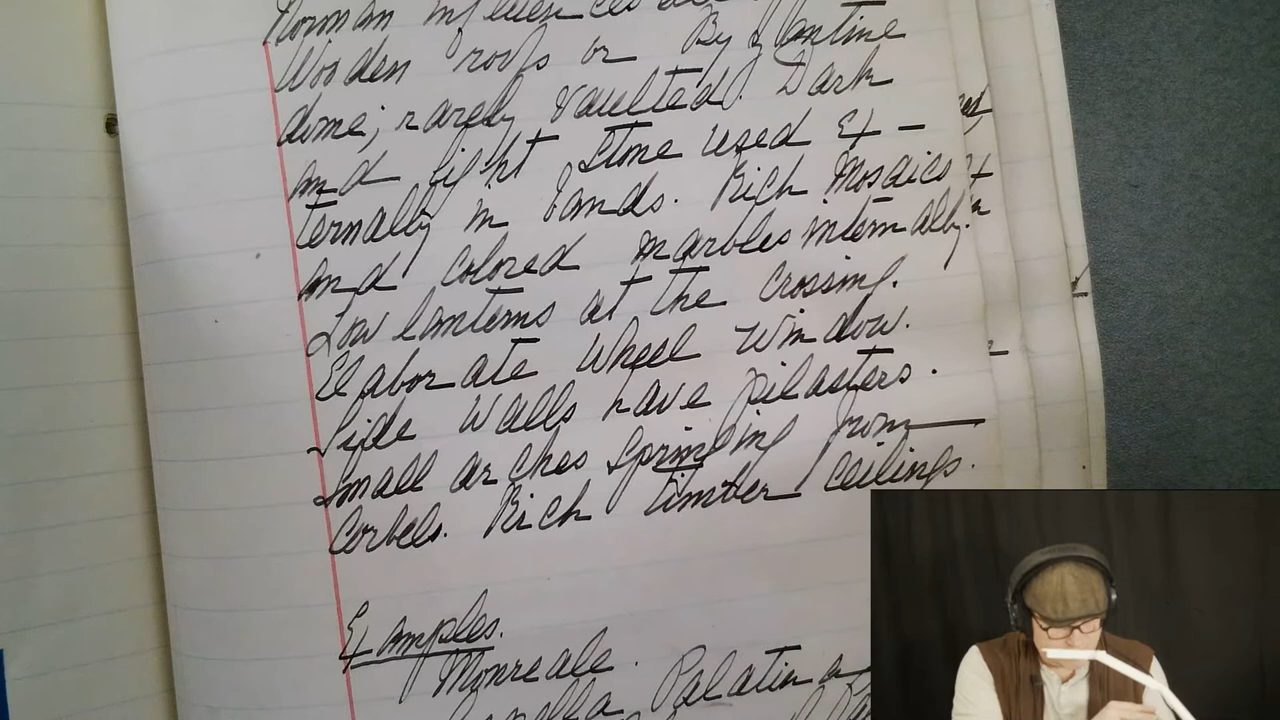 Norman influences
Wooden roofs or Byzantine
dome; rarely vaulted. Dark
and light stone used Ex-
ternally in bands. Rich Mosaics
and Colored marbles internally.
Low lanterns at the crossing.
Elaborate wheel window.
Side walls have pilasters.
Small arches springing from
Corbels. Rich timber ceilings.
Examples.
Monreale.
Capella Palatina